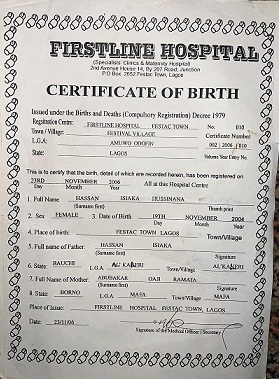 FIRSTLINE HOSPITAL
(Specialists' Clinics & Maternity Hospital)
2nd Avenue House 14, By 207 Road, Junction
P.O Box 2652 Festac Town, Lagos
CERTIFICATE OF BIRTH
Issued under the Births and Deaths (Compulsory Registration) Decree 1979
Registration Centre: FIRSTLINE HOSPITAL FESTAC TOWN No: 010
Town/Village: FESTIVAL VILLAGE Certificate Number
L.G.A: AMUWO ODOFIN 002 2006 010
State: LAGOS Volume Year Entry No
This is to certify that the birth, detail of which are recorded herein, has been registered on
23RD NOVEMBER 2006 All at this Hospital Centre
Day Month Year
1. Full Name HASSAN ISIAKA HUSSINANA
(Surname first) Thumb print
2. Sex FEMALE 3. Date of Birth 19TH NOVEMBER 2006
Day Month Year
4. Place of birth: FESTAC TOWN LAGOS
Town/Village
5. Full name of Father: HASSAN ISIAKA
(Surname first) Signature
6. State: BAUCHI L.G.A Town/Village
7. Full Name of Mother: ABUBAKAR GAJI RAMATA
(Surname first) Signature
8. State: BORNO L.G.A MAFA Town/Village MAFA
Place of Issue: FIRSTLINE HOSPITAL FESTAC TOWN, LAGOS.
Date: 23/11/06
Signature of the Medical Officer / Secretary